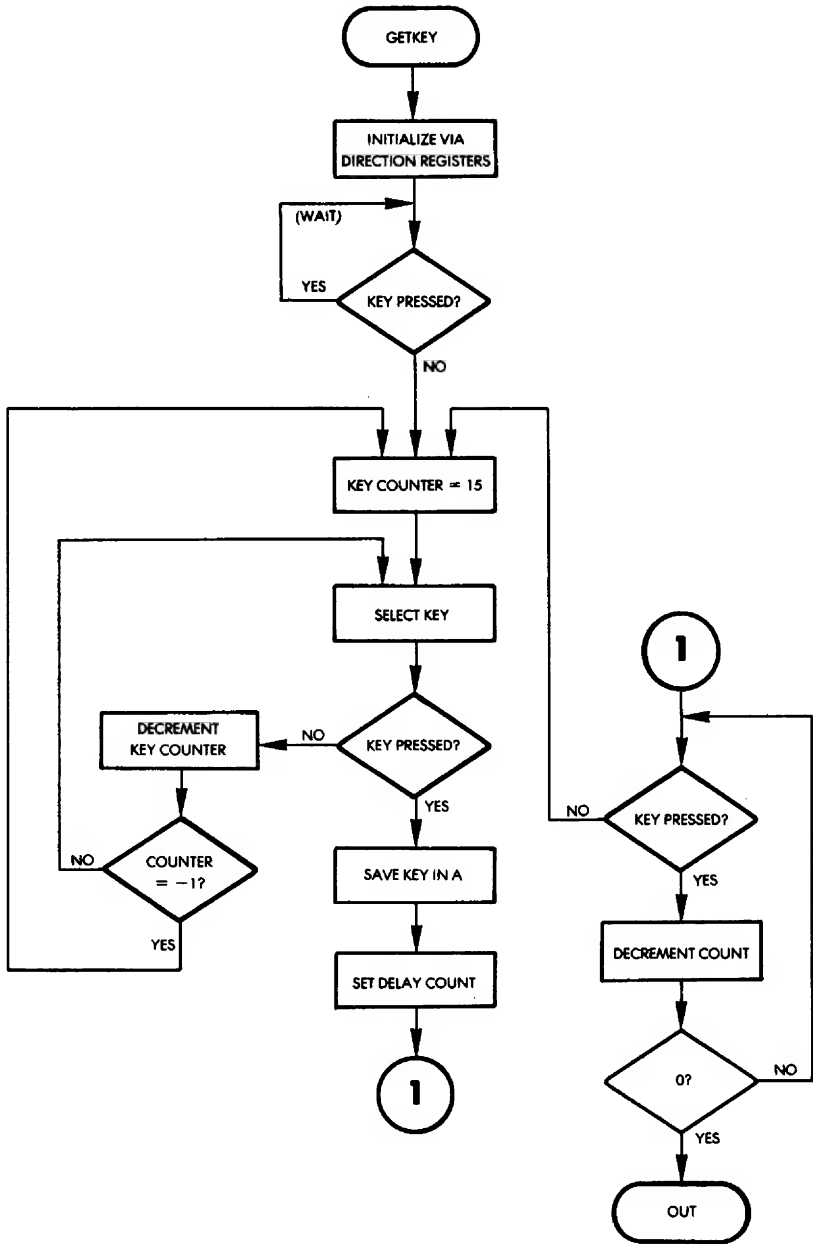 GETKEY
INITIALIZE VIA
DIRECTION REGISTERS
(WAIT)
YES
KEY PRESSED?
NO
KEY COUNTER = 15
SELECT KEY
DECREMENT
KEY COUNTER
NO
KEY PRESSED?
YES
NO
COUNTER
= −1?
YES
SAVE KEY IN A
SET DELAY COUNT
1
1
NO
KEY PRESSED?
YES
DECREMENT COUNT
0?
NO
YES
OUT